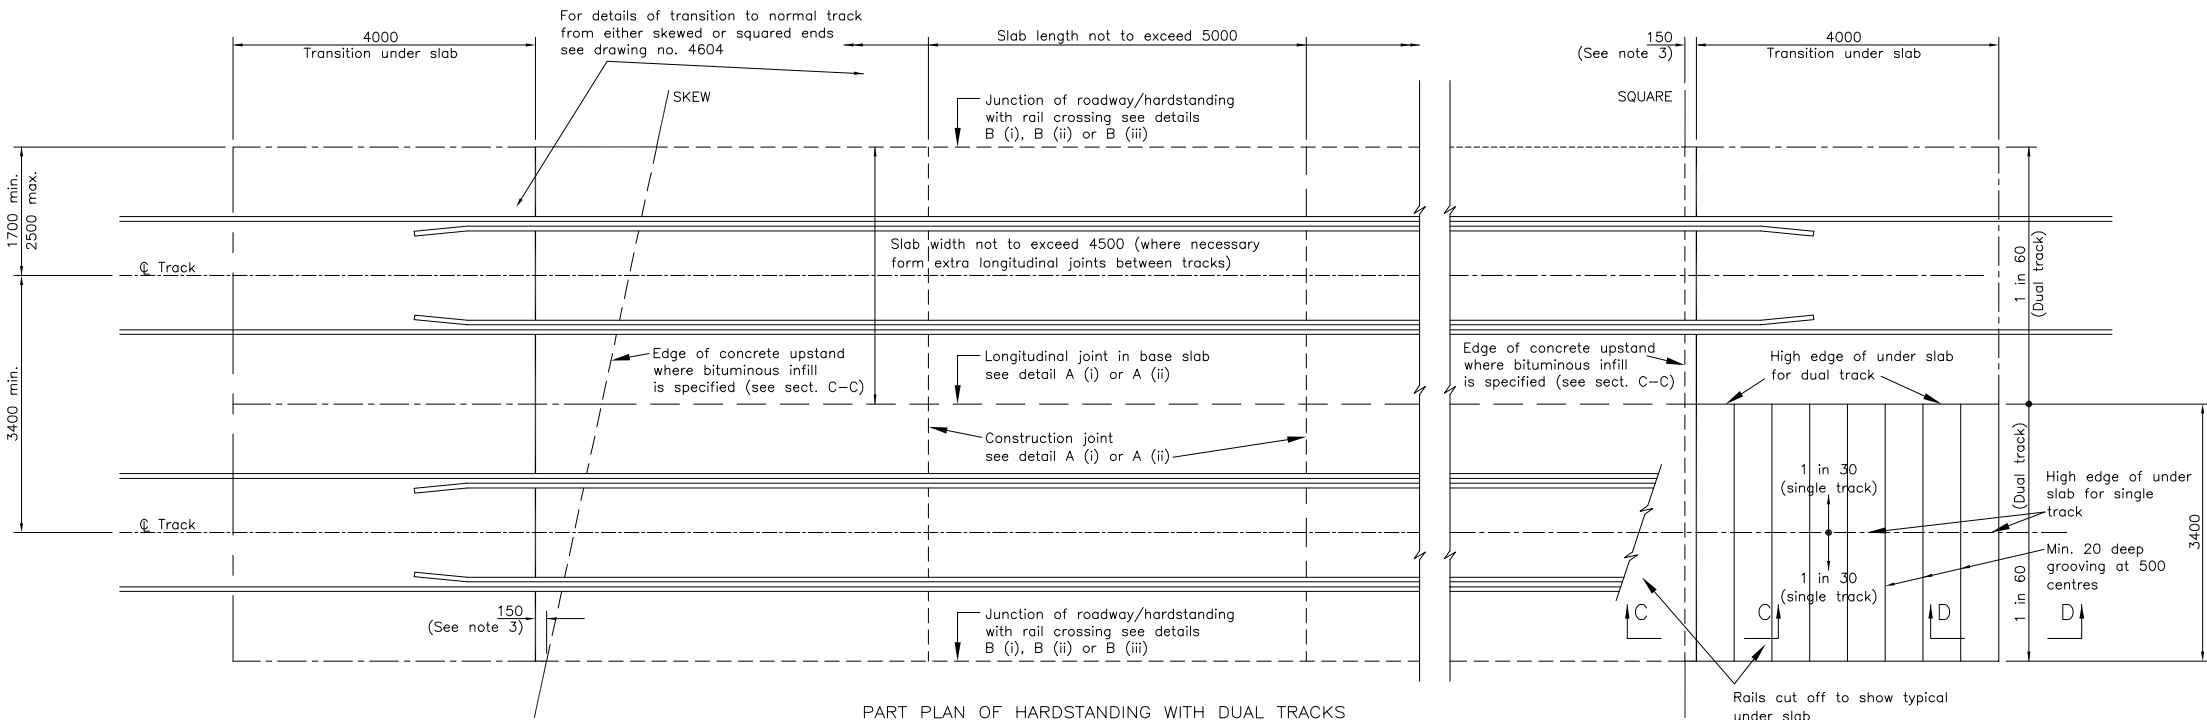 4000
Transition under slab
For details of transition to normal track
from either skewed or squared ends
see drawing no. 4604
Slab length not to exceed 5000
150
(See note 3)
4000
Transition under slab
SKEW
SQUARE
Junction of roadway/hardstanding
with rail crossing see details
B (i), B (ii) or B (iii)
1700 min.
2500 max.
℄ Track
Slab width not to exceed 4500 (where necessary
form extra longitudinal joints between tracks)
1 in 60
(Dual track)
3400 min.
Edge of concrete upstand
where bituminous infill
is specified (see sect. C-C)
Longitudinal joint in base slab
see detail A (i) or A (ii)
Edge of concrete upstand
where bituminous infill
is specified (see sect. C-C)
High edge of under slab
for dual track
Construction joint
see detail A (i) or A (ii)
1 in 30
(single track)
1 in 60
(Dual track)
High edge of under
slab for single
track
3400
℄ Track
Min. 20 deep
grooving at 500
centres
1 in 30
(single track)
150
(See note 3)
Junction of roadway/hardstanding
with rail crossing see details
B (i), B (ii) or B (iii)
C C D D
Rails cut off to show typical
under slab
PART PLAN OF HARDSTANDING WITH DUAL TRACKS